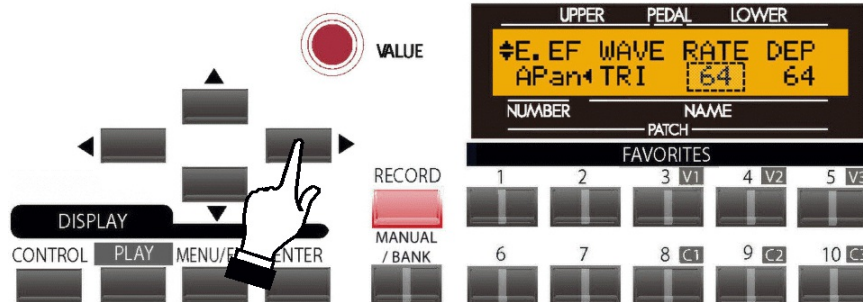 UPPER PEDAL LOWER
E.EF WAVE RATE DEP
APan TRI 64 64
NUMBER NAME
PATCH
VALUE
FAVORITES
RECORD
1 2 3 V1 4 V2 5 V3
DISPLAY
MANUAL
/ BANK
CONTROL PLAY MENU/E ENTER
6 7 8 C1 9 C2 10 C3